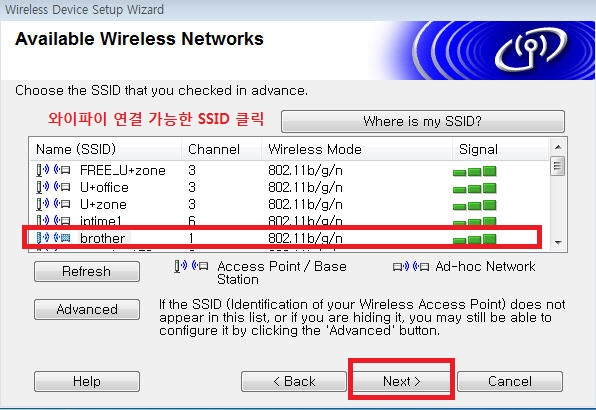 Wireless Device Setup Wizard
Available Wireless Networks
Choose the SSID that you checked in advance.
와이파이 연결 가능한 SSID 클릭
Where is my SSID?
Name (SSID) Channel Wireless Mode Signal
FREE_U+zone 3 802.11b/g/n
U+office 3 802.11b/g/n
U+zone 3 802.11b/g/n
intime1 6 802.11b/g/n
brother 1 802.11b/g/n
Refresh
Access Point / Base
Station
Ad-hoc Network
Advanced
If the SSID (Identification of your Wireless Access Point) does not
appear in this list, or if you are hiding it, you may still be able to
configure it by clicking the 'Advanced' button.
Help
< Back
Next >
Cancel